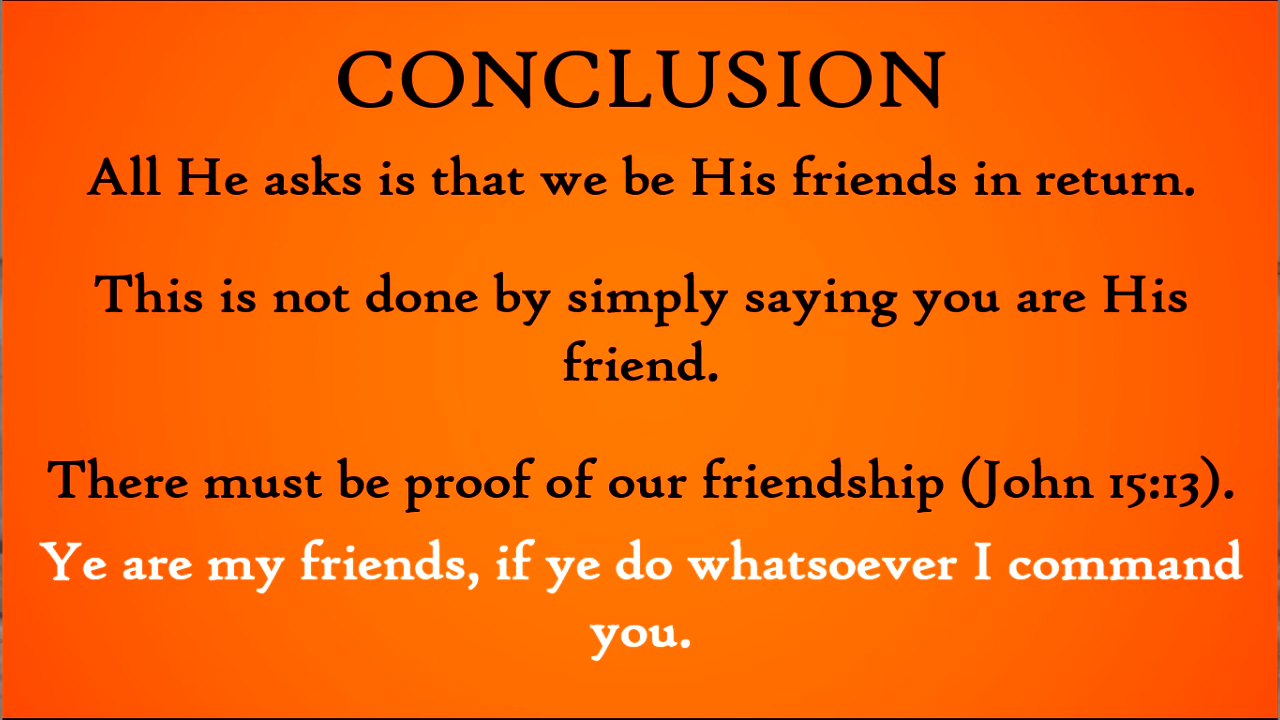 CONCLUSION
All He asks is that we be His friends in return.
This is not done by simply saying you are His
friend.
There must be proof of our friendship (John 15:13).
Ye are my friends, if ye do whatsoever I command
you.